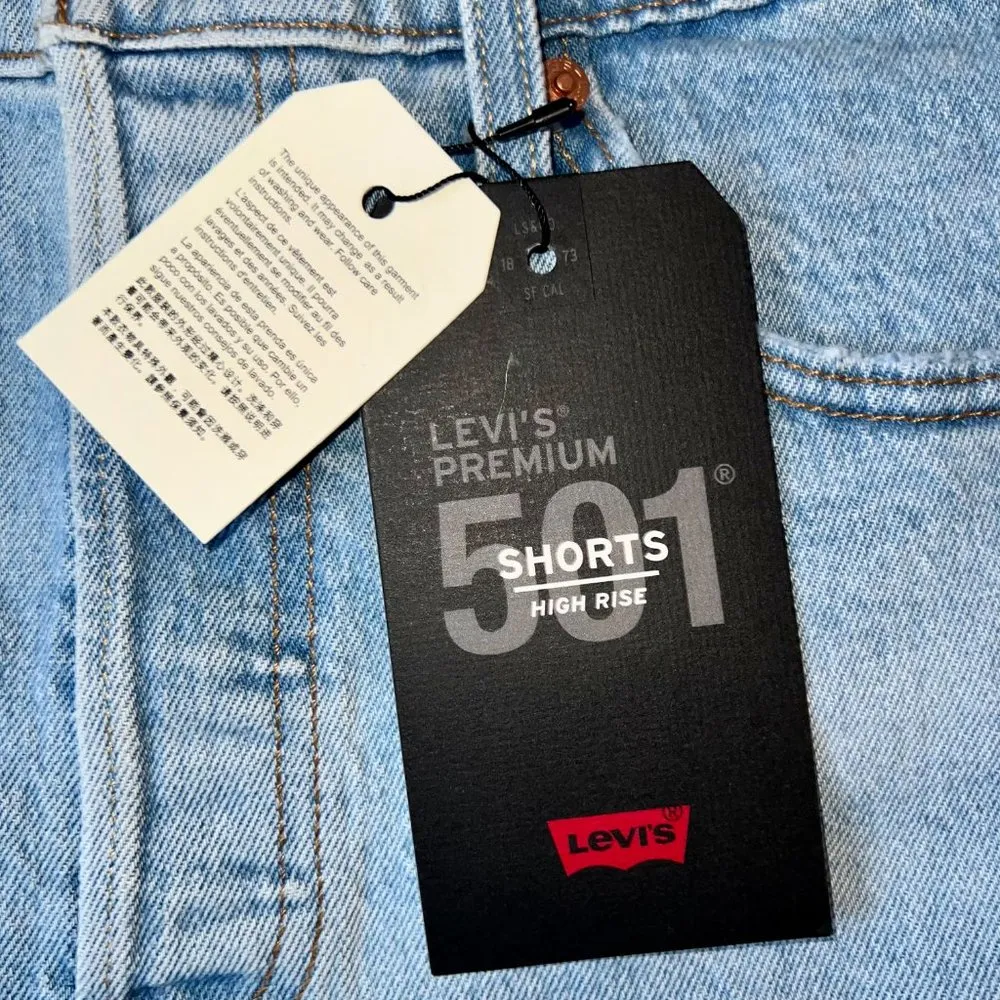 The unique appearance of this garment
is intended. It may change as a result
of washing and wear. Follow care
instructions.
L'aspect de ce vêtement est
volontairement unique. Il pourra
éventuellement se modifier au fil des
lavages et des années. Suivez les
instructions d'entretien.
La apariencia de esta prenda es única
a propósito. Es posible que cambie un
poco con los lavados y su uso. Por ello,
sigue nuestros consejos de lavado.
LS&
18 73
SF CAL
LEVI'S®
PREMIUM
501®
SHORTS
HIGH RISE
LEVI'S®